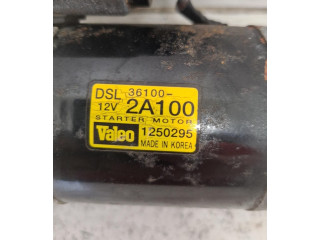 DSL 36100-
12V 2A100
STARTER MOTOR
Valeo 1250295
MADE IN KOREA